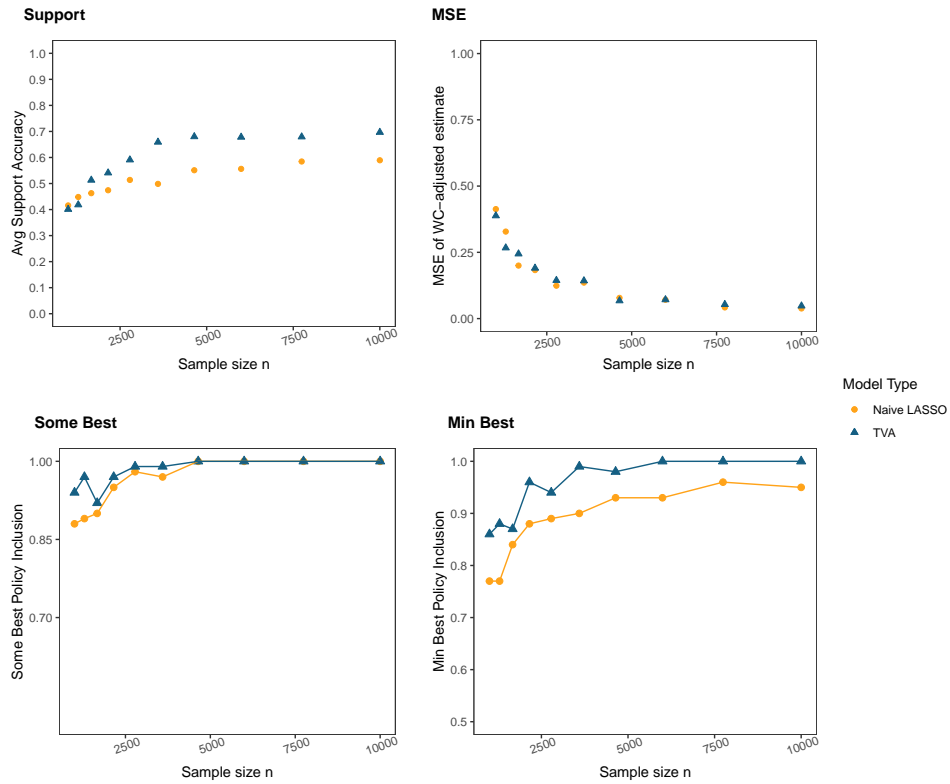 Support
Avg Support Accuracy
1.0
0.9
0.8
0.7
0.6
0.5
0.4
0.3
0.2
0.1
0.0
2500
5000
7500
10000
Sample size n
MSE
MSE of WC−adjusted estimate
1.00
0.50
0.25
0.00
2500
5000
7500
10000
Sample size n
Some Best
Some Best Policy Inclusion
1.00
0.85
0.70
2500
5000
7500
10000
Sample size n
Min Best
Min Best Policy Inclusion
1.0
0.9
0.8
0.7
0.5
2500
5000
7500
10000
Sample size n
Model Type
Naive LASSO
TVA